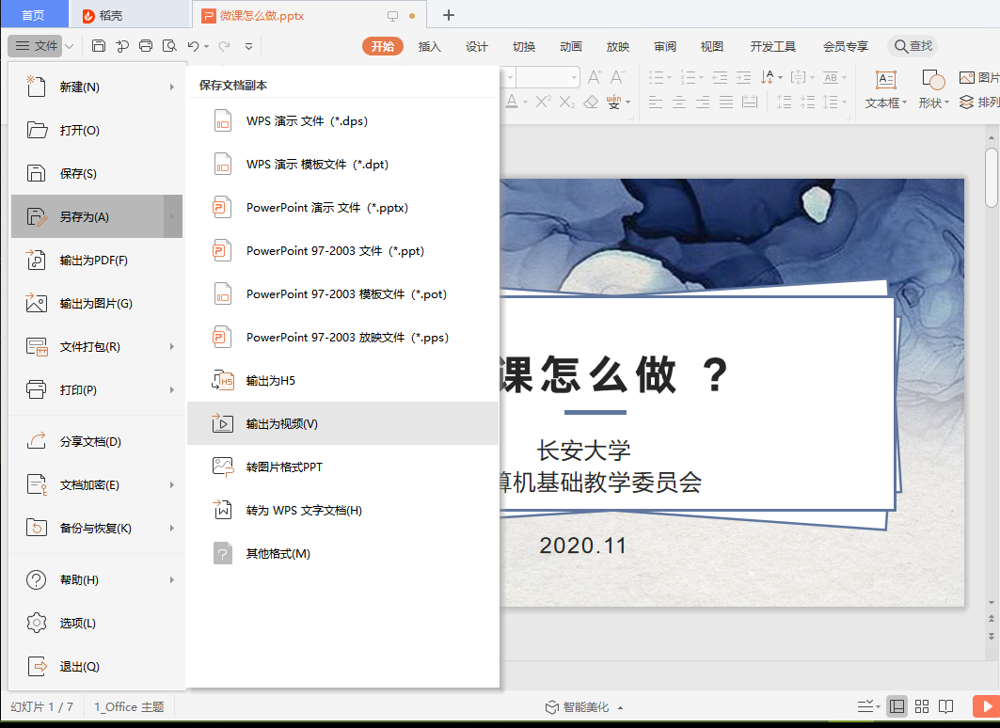 首页
稻壳
微课怎么做.pptx
文件
开始
插入
设计
切换
动画
放映
审阅
视图
开发工具
会员专享
查找
wén
变
AB
文本框
形状
图片
排列
新建(N)
打开(O)
保存(S)
另存为(A)
输出为PDF(F)
输出为图片(G)
文件打包(R)
打印(P)
分享文档(D)
文档加密(E)
备份与恢复(K)
帮助(H)
选项(L)
退出(Q)
保存文档副本
WPS 演示 文件（*.dps)
WPS 演示 模板文件（*.dpt)
PowerPoint 演示 文件（*.pptx)
PowerPoint 97-2003 文件（*.ppt)
PowerPoint 97-2003 模板文件（*.pot)
PowerPoint 97-2003 放映文件（*.pps)
输出为H5
输出为视频(V)
转图片格式PPT
转为 WPS 文字文档(H)
其他格式(M)
课怎么做 ？
长安大学
算机基础教学委员会
2020.11
幻灯片 1 / 7
1_Office 主题
智能美化